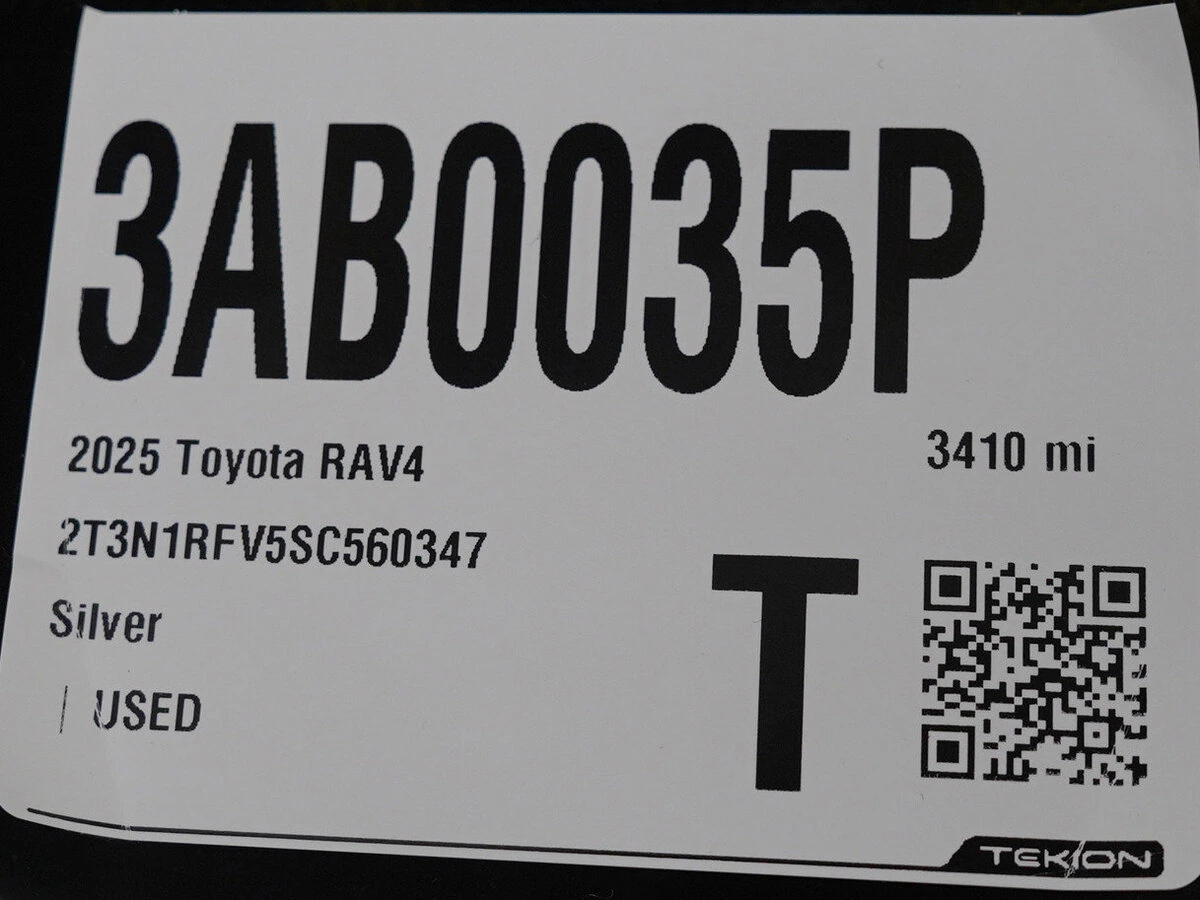 3AB0035P
2025 Toyota RAV4
3410 mi
2T3N1RFV5SC560347
Silver
T
| USED
TEKION